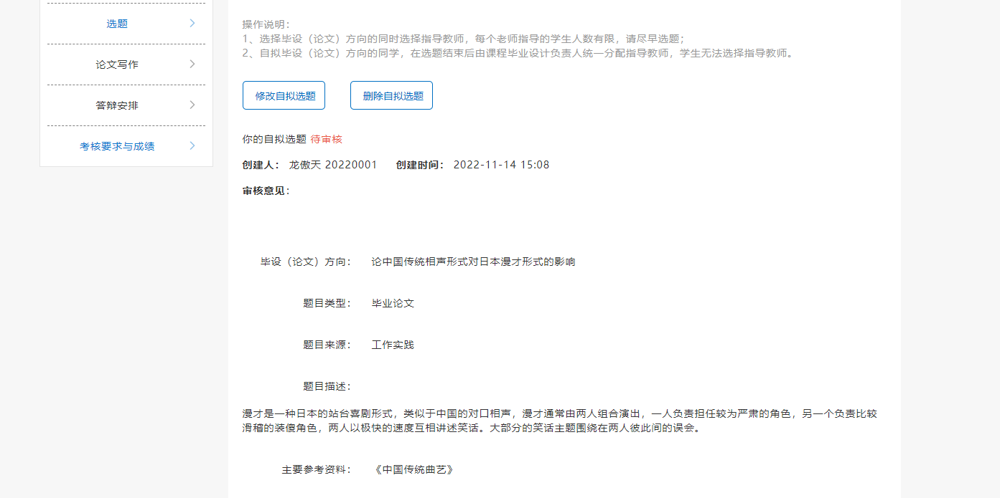 选题
论文写作
答辩安排
考核要求与成绩
操作说明：
1、选择毕设（论文）方向的同时选择指导教师，每个老师指导的学生人数有限，请尽早选题；
2、自拟毕设（论文）方向的同学，在选题结束后由课程毕业设计负责人统一分配指导教师，学生无法选择指导教师。
修改自拟选题 删除自拟选题
你的自拟选题 待审核
创建人： 龙傲天 20220001 创建时间： 2022-11-14 15:08
审核意见：
毕设（论文）方向： 论中国传统相声形式对日本漫才形式的影响
题目类型： 毕业论文
题目来源： 工作实践
题目描述：
漫才是一种日本的站台喜剧形式，类似于中国的对口相声，漫才通常由两人组合演出，一人负责担任较为严肃的角色，另一个负责比较
滑稽的装傻角色，两人以极快的速度互相讲述笑话。大部分的笑话主题围绕在两人彼此间的误会。
主要参考资料： 《中国传统曲艺》